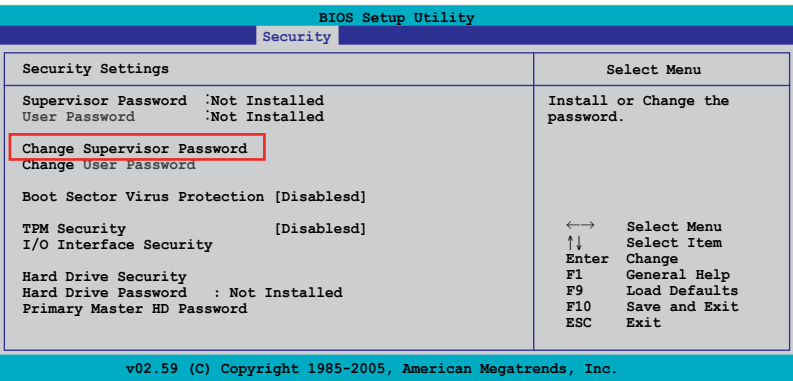 BIOS Setup Utility
Security
Security Settings
Supervisor Password :Not Installed
User Password :Not Installed
Change Supervisor Password
Change User Password
Boot Sector Virus Protection [Disablesd]
TPM Security [Disablesd]
I/O Interface Security
Hard Drive Security
Hard Drive Password : Not Installed
Primary Master HD Password
Select Menu
Install or Change the
password.
←→ Select Menu
↑↓ Select Item
Enter Change
F1 General Help
F9 Load Defaults
F10 Save and Exit
ESC Exit
v02.59 (C) Copyright 1985-2005, American Megatrends, Inc.